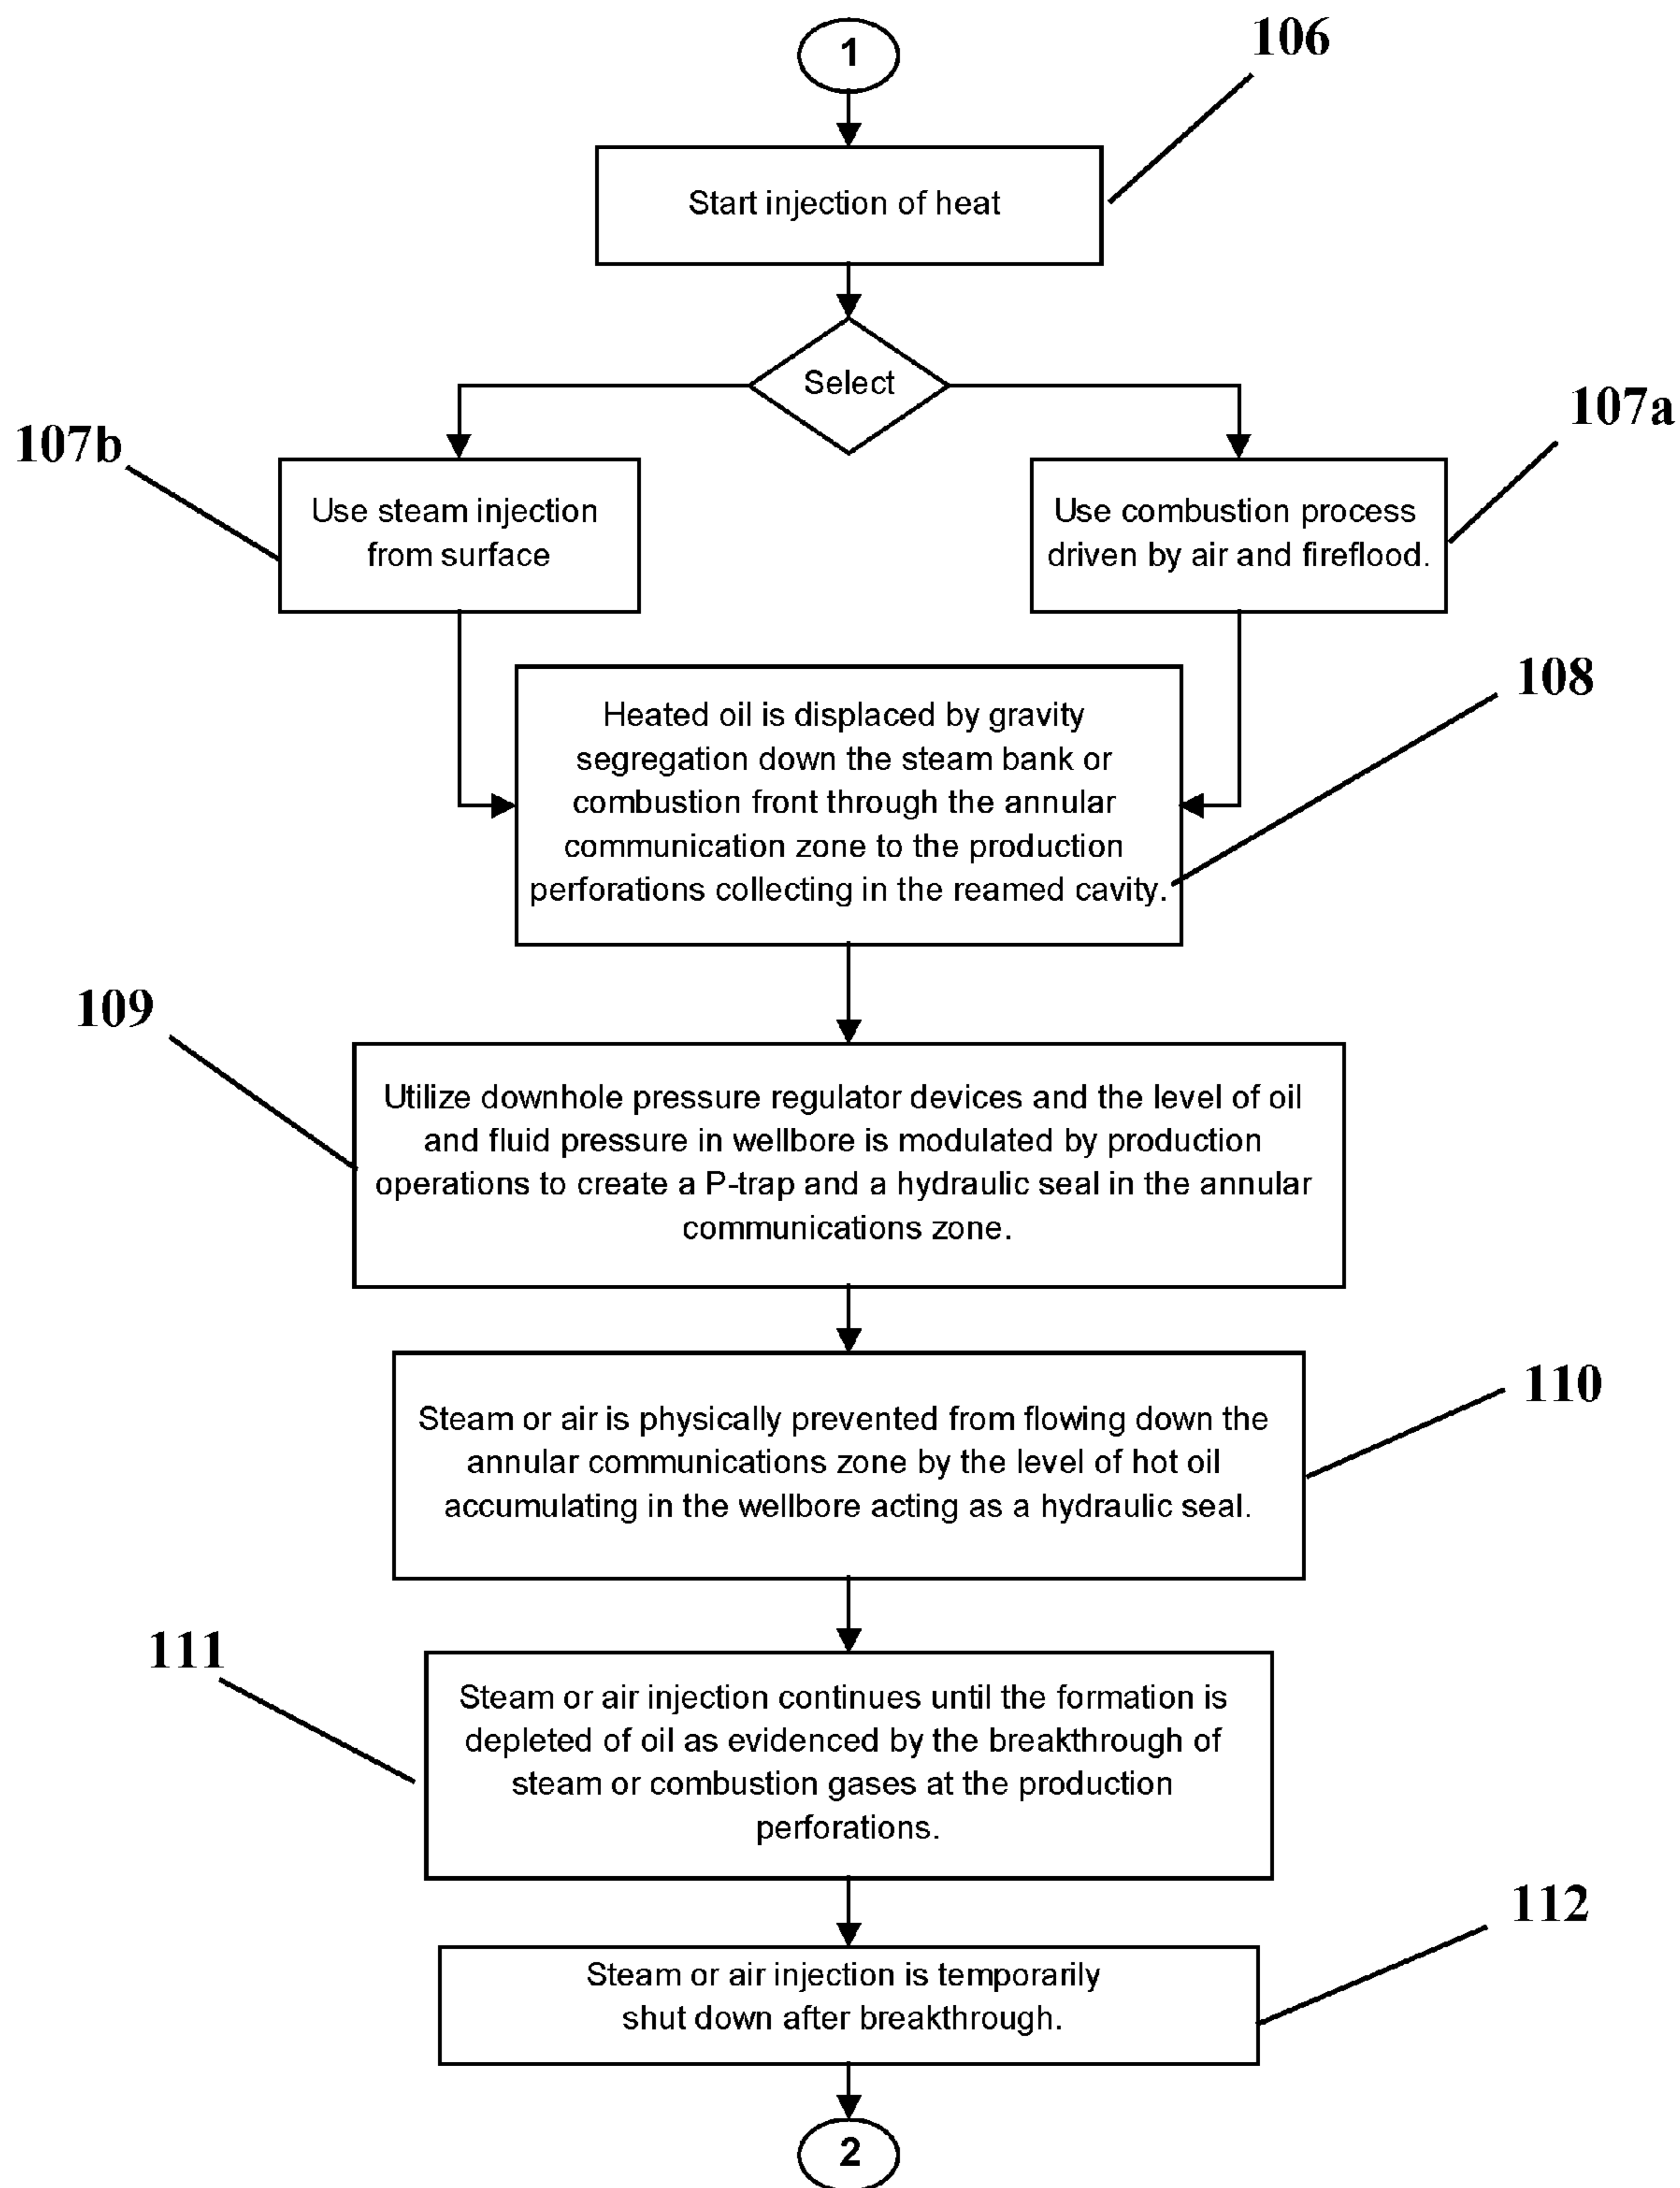 1
106
Start injection of heat
Select
107b
107a
Use steam injection
from surface
Use combustion process
driven by air and fireflood.
108
Heated oil is displaced by gravity
segregation down the steam bank or
combustion front through the annular
communication zone to the production
perforations collecting in the reamed cavity.
109
Utilize downhole pressure regulator devices and the level of oil
and fluid pressure in wellbore is modulated by production
operations to create a P-trap and a hydraulic seal in the annular
communications zone.
110
Steam or air is physically prevented from flowing down the
annular communications zone by the level of hot oil
accumulating in the wellbore acting as a hydraulic seal.
111
Steam or air injection continues until the formation is
depleted of oil as evidenced by the breakthrough of
steam or combustion gases at the production
perforations.
112
Steam or air injection is temporarily
shut down after breakthrough.
2